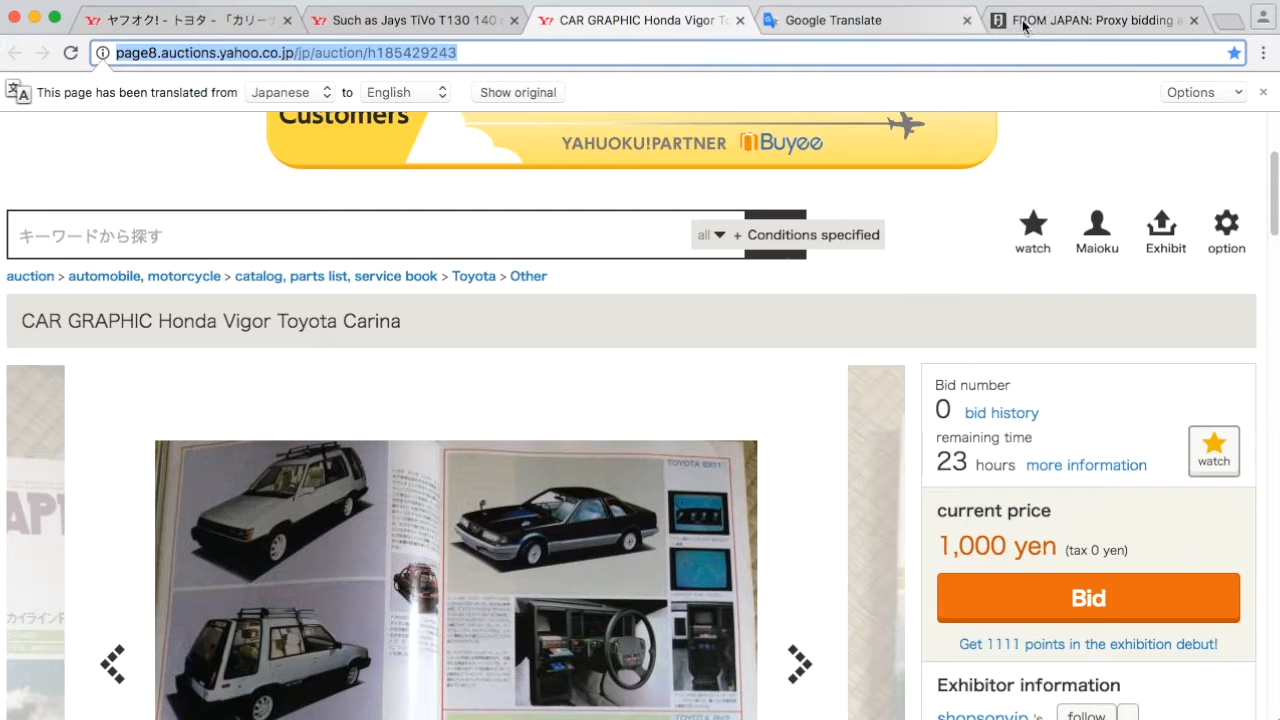 ヤフオク! - トヨタ - 「カリーナ
Such as Jays TiVo T130 140
CAR GRAPHIC Honda Vigor To
Google Translate
FROM JAPAN: Proxy bidding a
page8.auctions.yahoo.co.jp/jp/auction/h185429243
This page has been translated from Japanese to English Show original Options
Customers
YAHUOKU!PARTNER Buyee
キーワードから探す
all + Conditions specified
watch Maioku Exhibit option
auction > automobile, motorcycle > catalog, parts list, service book > Toyota > Other
CAR GRAPHIC Honda Vigor Toyota Carina
TOYOTA EX11
Bid number
0 bid history
remaining time
23 hours more information
watch
current price
1,000 yen (tax 0 yen)
Bid
Get 1111 points in the exhibition debut!
Exhibitor information
shopsonvip 's follow